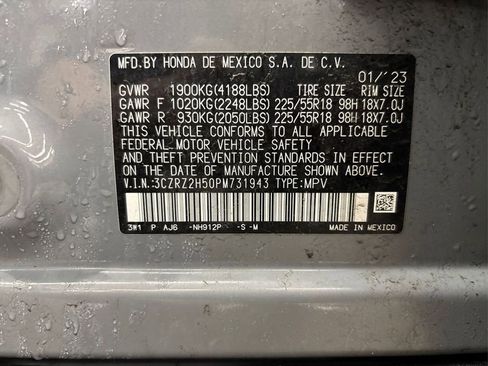 MFD.BY HONDA DE MEXICO S.A. DE C.V.
01/'23
GVWR 1900KG(4188LBS) TIRE SIZE RIM SIZE
GAWR F 1020KG(2248LBS) 225/55R18 98H 18X7.0J
GAWR R 930KG(2050LBS) 225/55R18 98H 18X7.0J
THIS VEHICLE CONFORMS TO ALL APPLICABLE
FEDERAL MOTOR VEHICLE SAFETY
AND THEFT PREVENTION STANDARDS IN EFFECT ON
THE DATE OF MANUFACTURE SHOWN ABOVE.
V.I.N.:3CZRZ2H50PW731943 TYPE:MPV
3W1 P AJ6 -NH912P -S-M MADE IN MEXICO